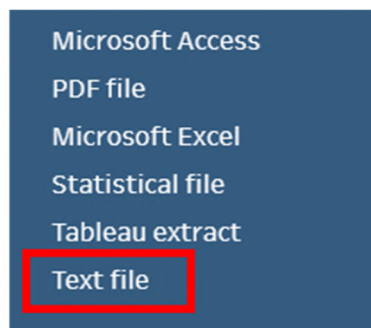 Microsoft Access
PDF file
Microsoft Excel
Statistical file
Tableau extract
Text file